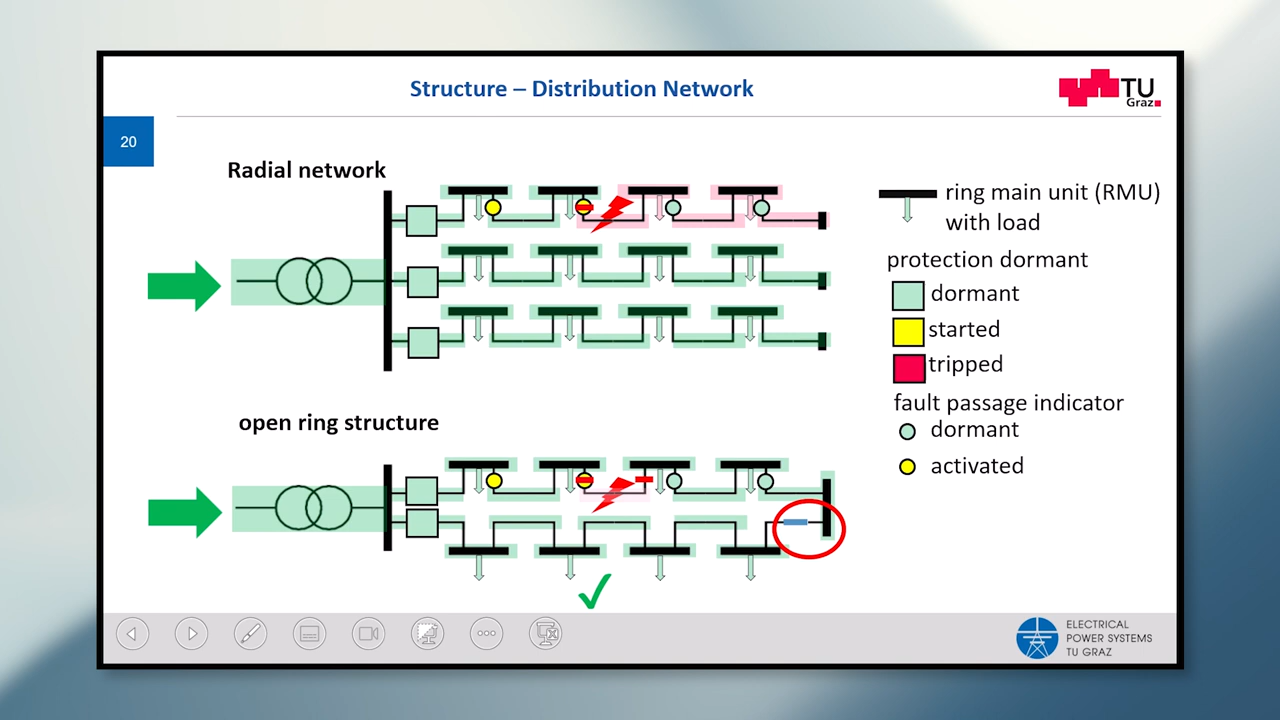 Structure – Distribution Network
TU
Graz
20
Radial network
ring main unit (RMU)
with load
protection dormant
dormant
started
tripped
fault passage indicator
dormant
activated
open ring structure
ELECTRICAL
POWER SYSTEMS
TU GRAZ